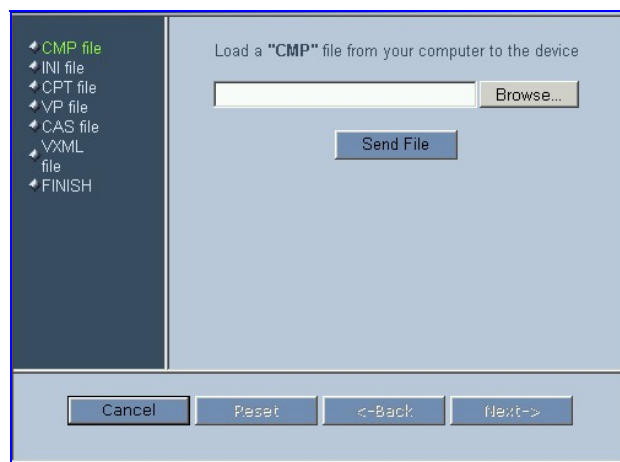 CMP file
INI file
CPT file
VP file
CAS file
VXML
file
FINISH
Load a "CMP" file from your computer to the device
Browse...
Send File
Cancel
Reset
<-Back
Next->